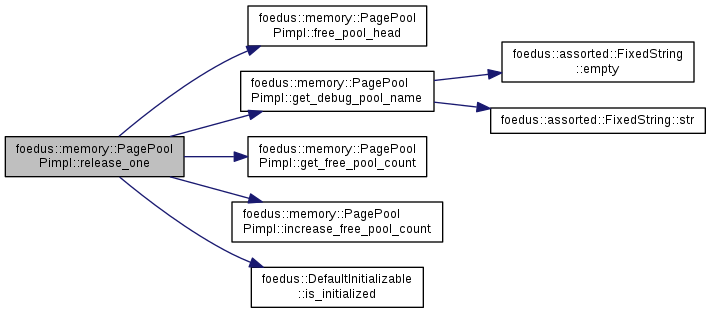 foedus::memory::PagePool
Pimpl::release_one
foedus::memory::PagePool
Pimpl::free_pool_head
foedus::memory::PagePool
Pimpl::get_debug_pool_name
foedus::assorted::FixedString
::empty
foedus::assorted::FixedString::str
foedus::memory::PagePool
Pimpl::get_free_pool_count
foedus::memory::PagePool
Pimpl::increase_free_pool_count
foedus::DefaultInitializable
::is_initialized